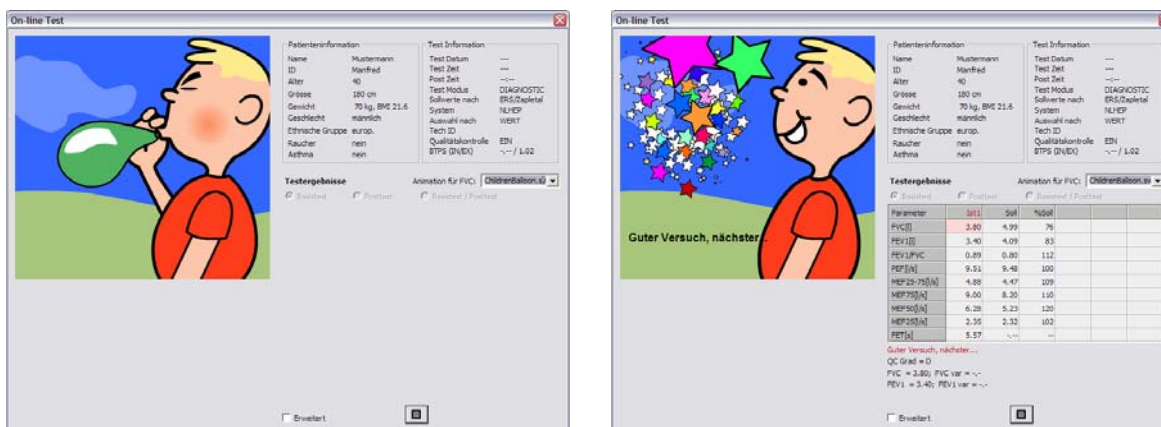 On-line Test
Patienteninformation
Name Mustermann
ID Manfred
Alter 40
Grösse 180 cm
Gewicht 70 kg, BMI 21.6
Geschlecht männlich
Ethnische Gruppe europ.
Raucher nein
Asthma nein
Test Information
Test Datum ---
Test Zeit ---
Post Zeit --:--
Test Modus DIAGNOSTIC
Sollwerte nach ERS/Zapletal
System NLHEP
Auswahl nach WERT
Tech ID
Qualitätskontrolle EIN
BTPS (IN/EX) -.-- / 1.02
Testergebnisse Animation für FVC: ChildrenBalloon.s
Basistest Posttest Basistest / Posttest
Erweitert
On-line Test
Guter Versuch, nächster...
Patienteninformation
Name Mustermann
ID Manfred
Alter 40
Grösse 180 cm
Gewicht 70 kg, BMI 21.6
Geschlecht männlich
Ethnische Gruppe europ.
Raucher nein
Asthma nein
Test Information
Test Datum ---
Test Zeit ---
Post Zeit --:--
Test Modus DIAGNOSTIC
Sollwerte nach ERS/Zapletal
System NLHEP
Auswahl nach WERT
Tech ID
Qualitätskontrolle EIN
BTPS (IN/EX) -.-- / 1.02
Testergebnisse Animation für FVC: ChildrenBalloon.sv
Basistest Posttest Basistest / Posttest
Parameter Ist1 Soll %Soll
FVC[l] 3.80 4.99 76
FEV1[l] 3.40 4.09 83
FEV1/FVC 0.89 0.80 112
PEF[l/s] 9.51 9.48 100
MEF25-75[l/s] 4.88 4.47 109
MEF75[l/s] 9.00 8.20 110
MEF50[l/s] 6.28 5.23 120
MEF25[l/s] 2.35 2.32 102
FET[s] 5.57 -.-- --
Guter Versuch, nächster...
QC Grad = D
FVC = 3.80; FVC var = -.-
FEV1 = 3.40; FEV1 var = -.-
Erweitert